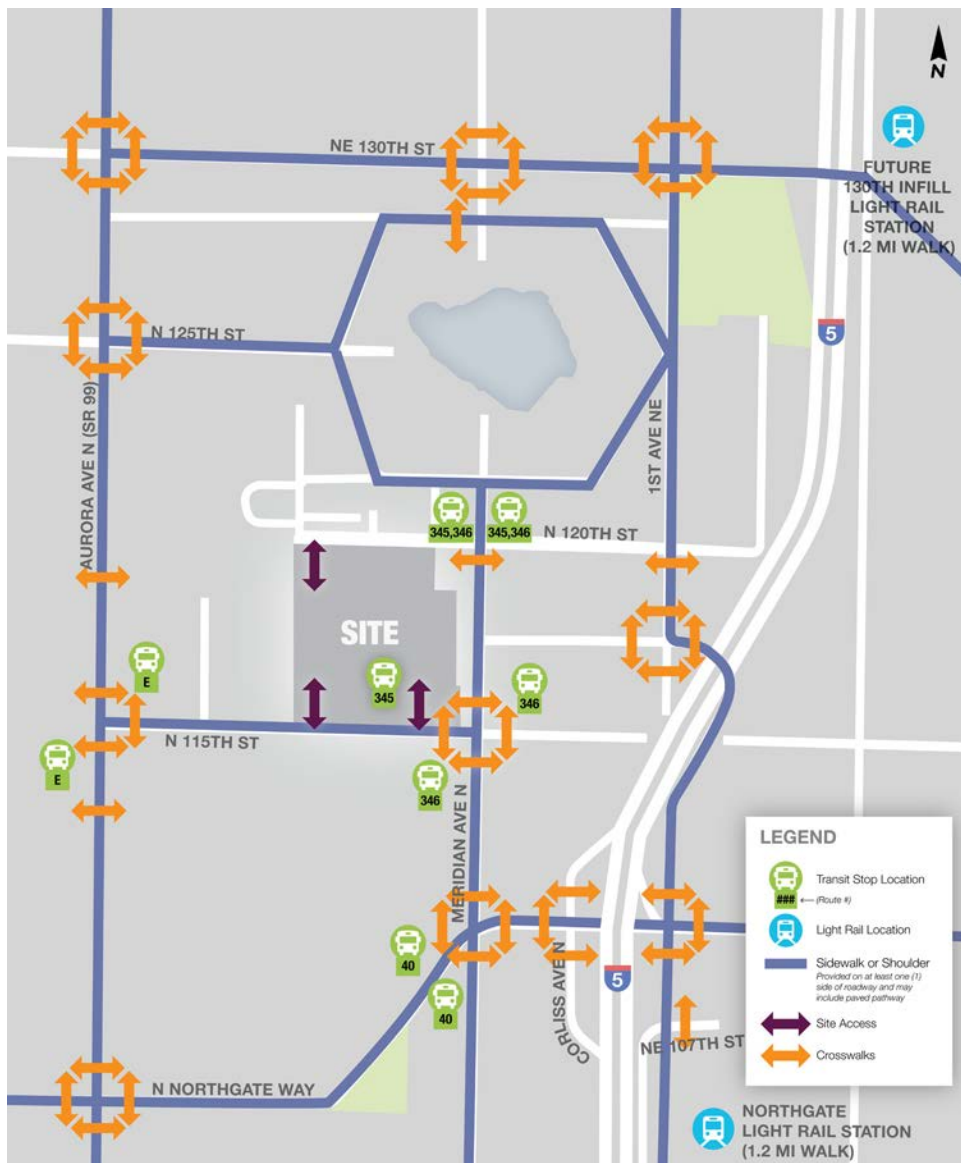 N
NE 130TH ST
FUTURE
130TH INFILL
LIGHT RAIL
STATION
(1.2 MI WALK)
5
N 125TH ST
AURORA AVE N (SR 99)
1ST AVE NE
345,346
345,346
N 120TH ST
SITE
E
345
346
N 115TH ST
E
346
MERIDIAN AVE N
40
40
CORLISS AVE N
5
NE 107TH ST
N NORTHGATE WAY
NORTHGATE
LIGHT RAIL STATION
(1.2 MI WALK)
LEGEND
Transit Stop Location
### ← (Route #)
Light Rail Location
Sidewalk or Shoulder
Provided on at least one (1)
side of roadway and may
include paved pathway
Site Access
Crosswalks